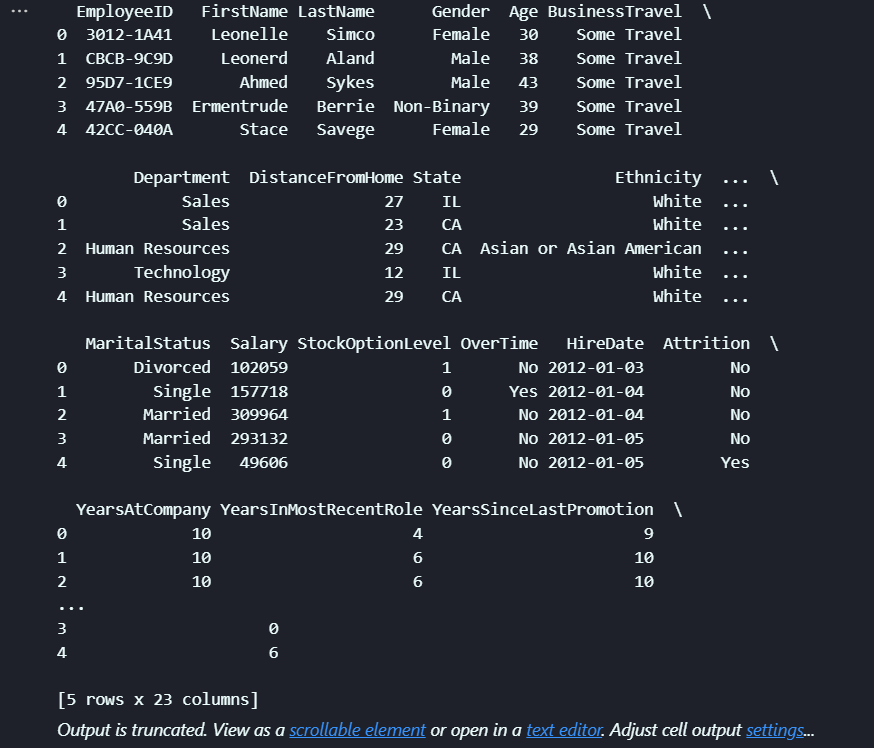 ...
EmployeeID FirstName LastName Gender Age BusinessTravel \
0 3012-1A41 Leonelle Simco Female 30 Some Travel
1 CBCB-9C9D Leonerd Aland Male 38 Some Travel
2 95D7-1CE9 Ahmed Sykes Male 43 Some Travel
3 47A0-559B Ermentrude Berrie Non-Binary 39 Some Travel
4 42CC-040A Stace Savege Female 29 Some Travel
Department DistanceFromHome State Ethnicity ... \
0 Sales 27 IL White ...
1 Sales 23 CA White ...
2 Human Resources 29 CA Asian or Asian American ...
3 Technology 12 IL White ...
4 Human Resources 29 CA White ...
MaritalStatus Salary StockOptionLevel OverTime HireDate Attrition \
0 Divorced 102059 1 No 2012-01-03 No
1 Single 157718 0 Yes 2012-01-04 No
2 Married 309964 1 No 2012-01-04 No
3 Married 293132 0 No 2012-01-05 No
4 Single 49606 0 No 2012-01-05 Yes
YearsAtCompany YearsInMostRecentRole YearsSinceLastPromotion \
0 10 4 9
1 10 6 10
2 10 6 10
...
3 0
4 6
[5 rows x 23 columns]
Output is truncated. View as a scrollable element or open in a text editor. Adjust cell output settings...